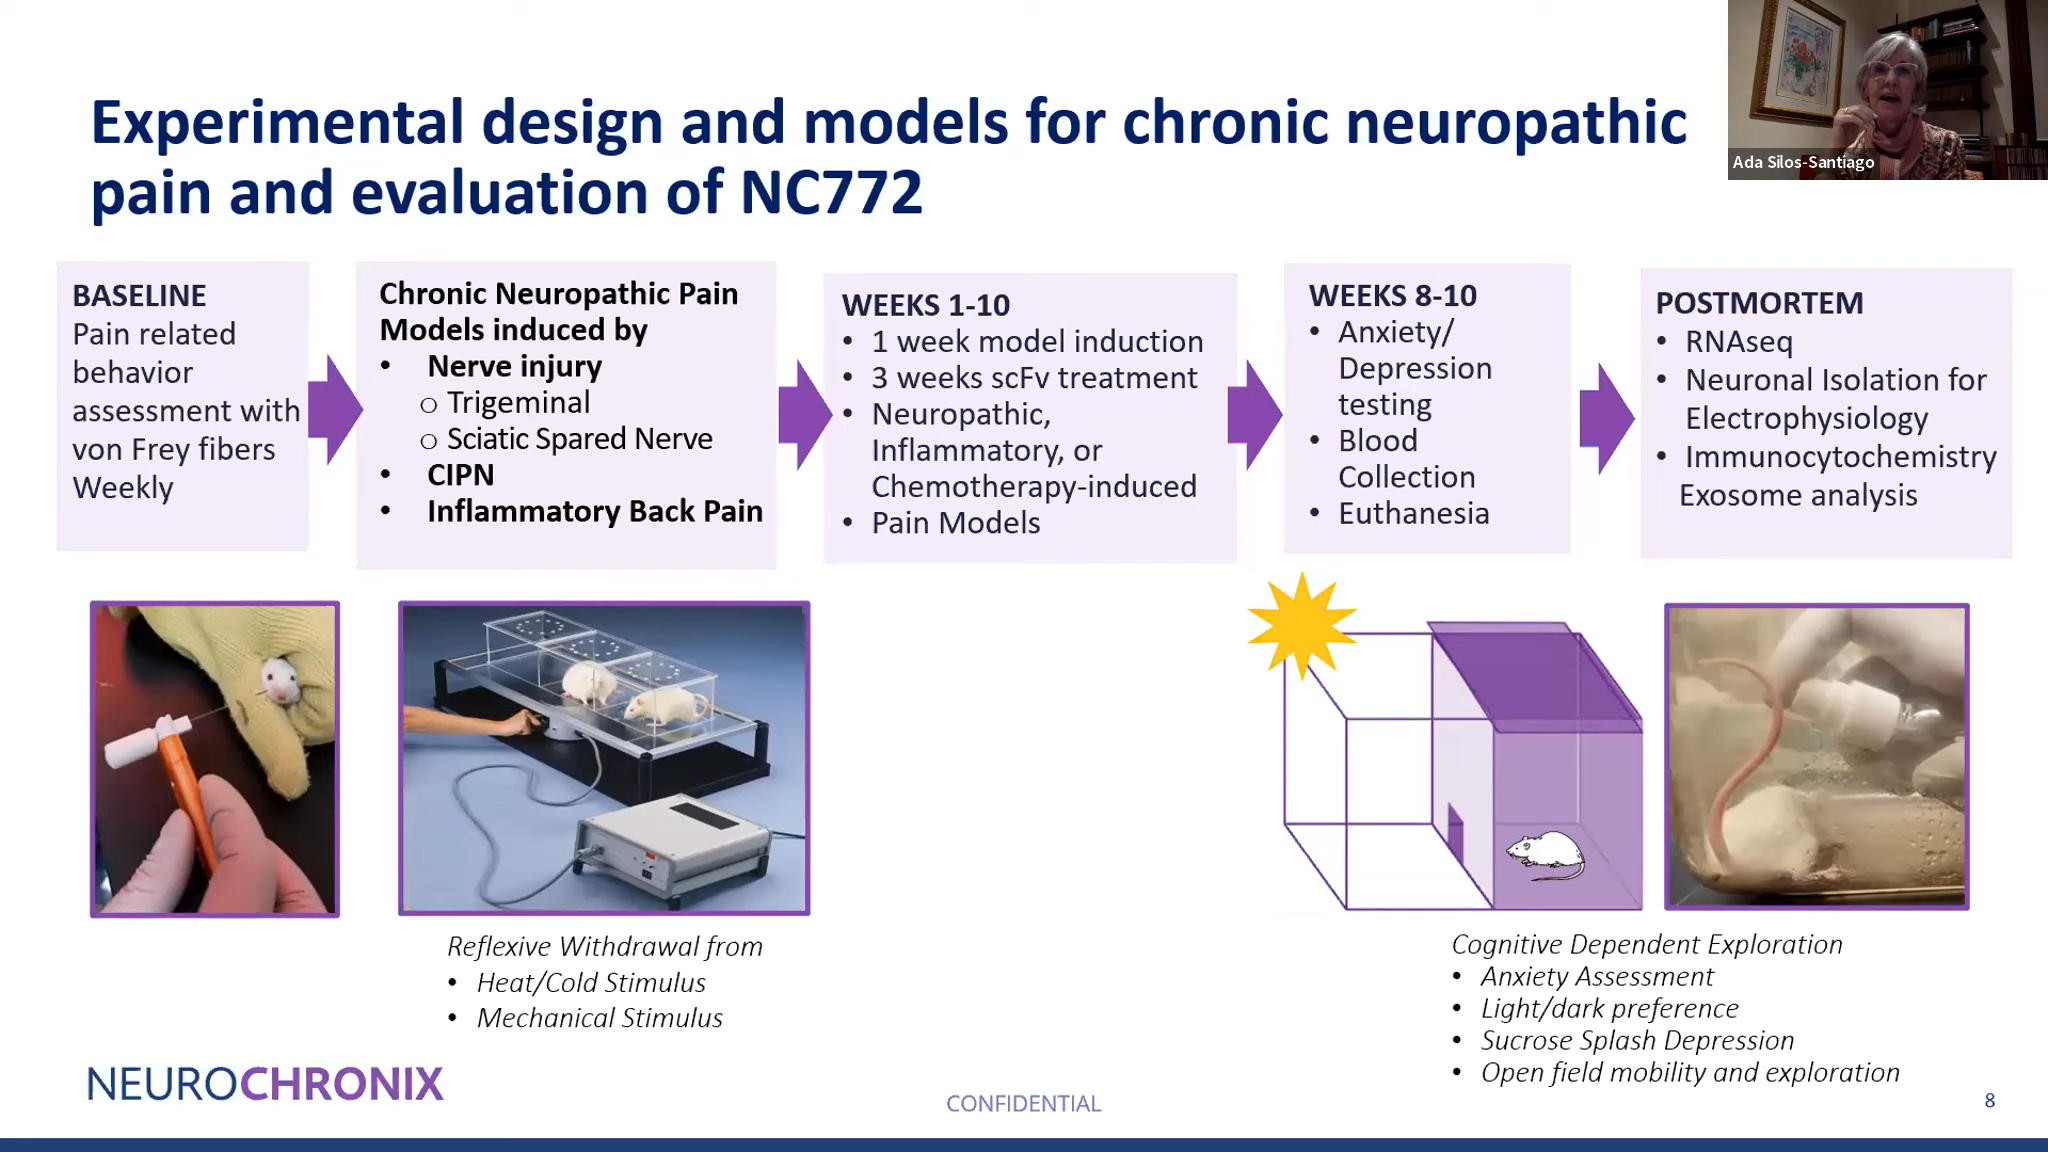 Experimental design and models for chronic neuropathic
pain and evaluation of NC772
Ada Silos-Santiago
BASELINE
Pain related
behavior
assessment with
von Frey fibers
Weekly
Chronic Neuropathic Pain
Models induced by
• Nerve injury
o Trigeminal
o Sciatic Spared Nerve
• CIPN
• Inflammatory Back Pain
WEEKS 1-10
• 1 week model induction
• 3 weeks scFv treatment
• Neuropathic,
Inflammatory, or
Chemotherapy-induced
• Pain Models
WEEKS 8-10
• Anxiety/
Depression
testing
• Blood
Collection
• Euthanesia
POSTMORTEM
• RNAseq
• Neuronal Isolation for
Electrophysiology
• Immunocytochemistry
Exosome analysis
Reflexive Withdrawal from
• Heat/Cold Stimulus
• Mechanical Stimulus
Cognitive Dependent Exploration
• Anxiety Assessment
• Light/dark preference
• Sucrose Splash Depression
• Open field mobility and exploration
NEUROCHRONIX
CONFIDENTIAL
8